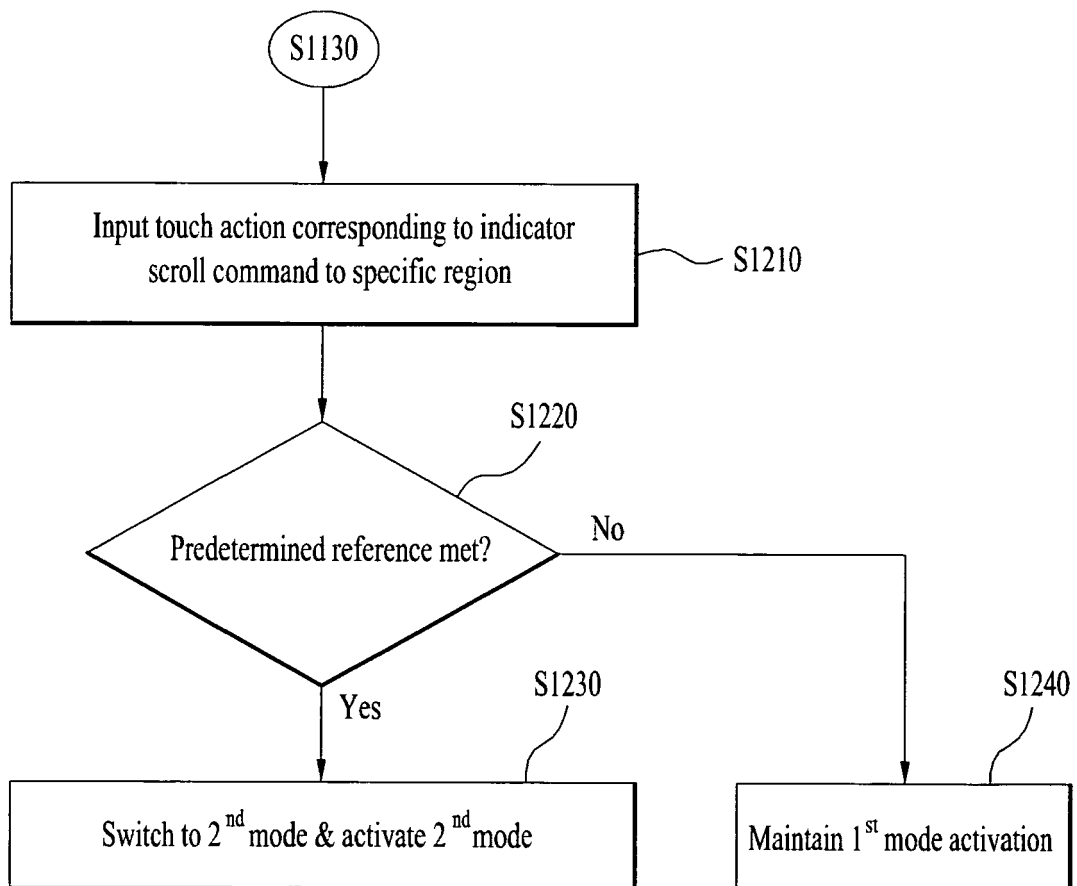 S1130
Input touch action corresponding to indicator
scroll command to specific region
S1210
S1220
Predetermined reference met?
No
Yes
S1230
S1240
Switch to 2nd mode & activate 2nd mode
Maintain 1st mode activation